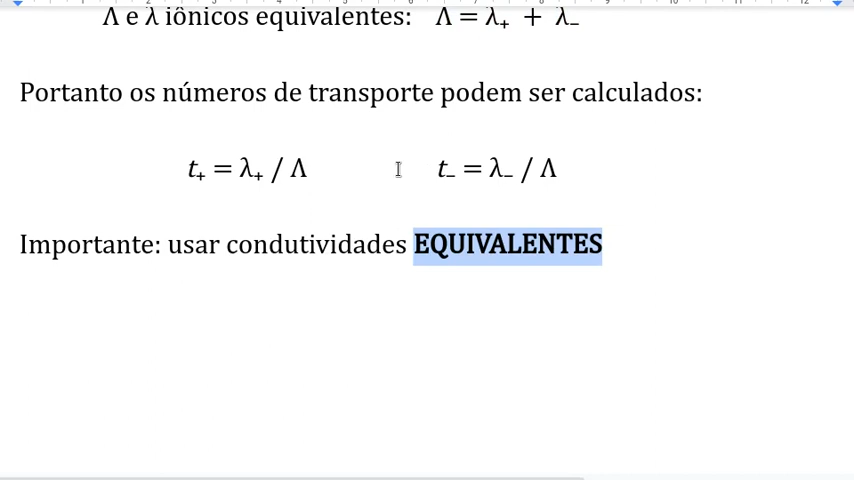 Λ e λ iônicos equivalentes: Λ = λ₊ + λ₋
Portanto os números de transporte podem ser calculados:
t₊ = λ₊ / Λ t₋ = λ₋ / Λ
Importante: usar condutividades EQUIVALENTES